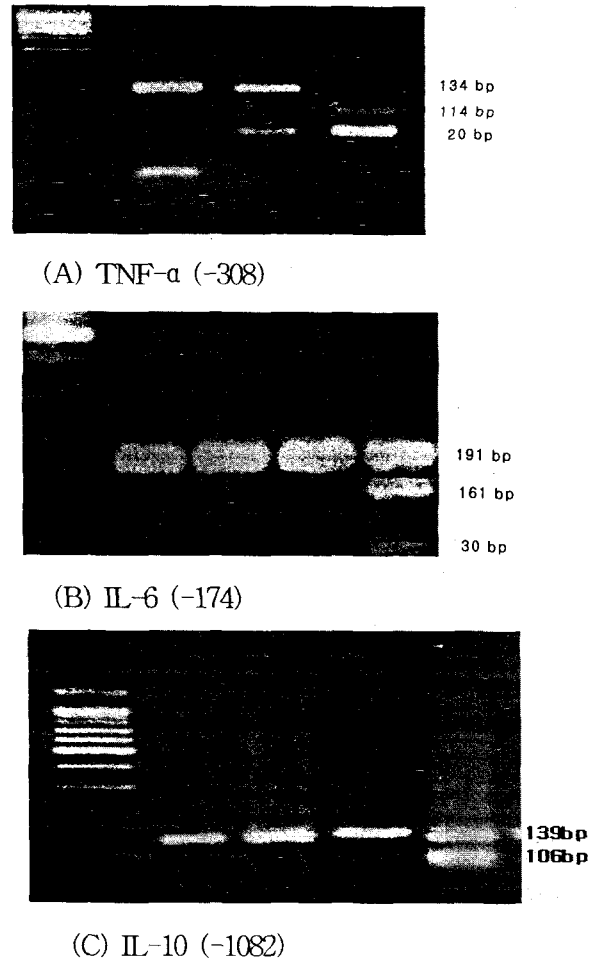 134 bp
114 bp
20 bp
(A) TNF-α (-308)
191 bp
161 bp
30 bp
(B) IL-6 (-174)
139bp
106bp
(C) IL-10 (-1082)